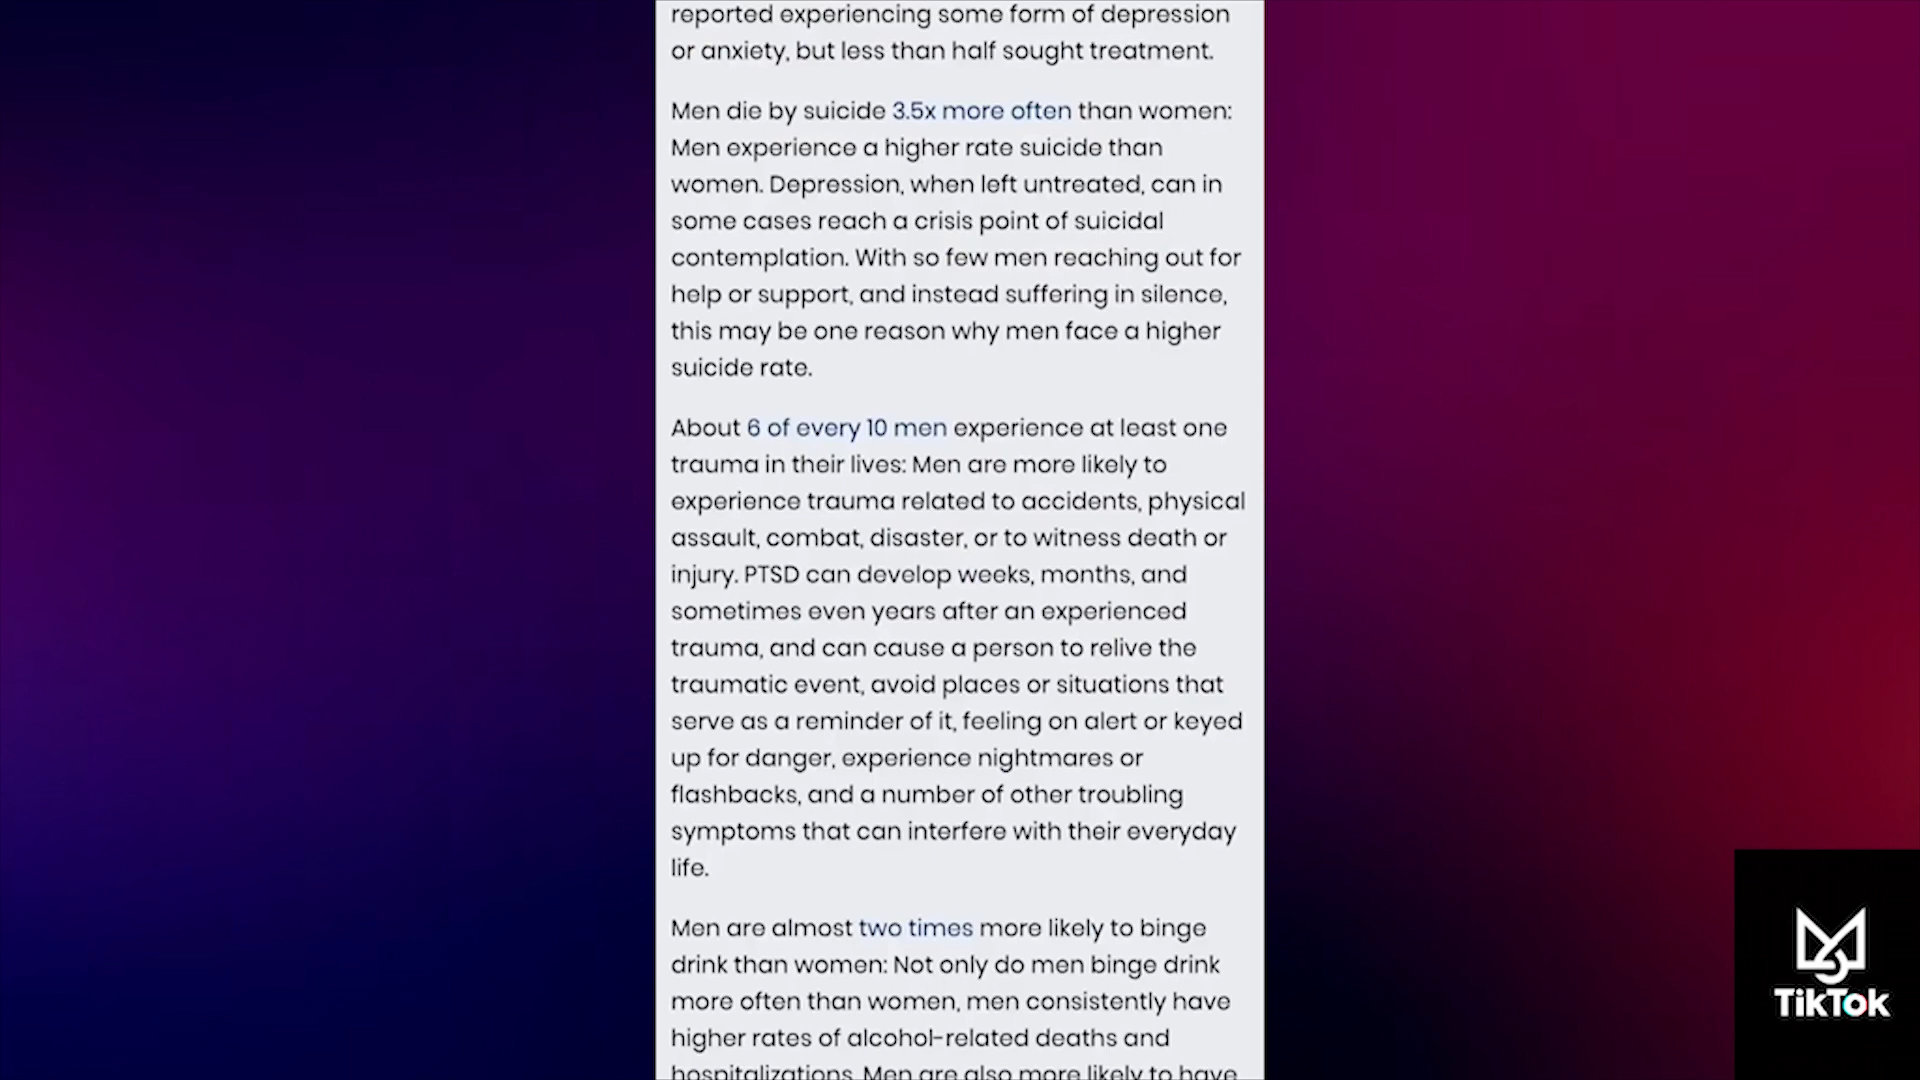 reported experiencing some form of depression
or anxiety, but less than half sought treatment.
Men die by suicide 3.5x more often than women:
Men experience a higher rate suicide than
women. Depression, when left untreated, can in
some cases reach a crisis point of suicidal
contemplation. With so few men reaching out for
help or support, and instead suffering in silence,
this may be one reason why men face a higher
suicide rate.
About 6 of every 10 men experience at least one
trauma in their lives: Men are more likely to
experience trauma related to accidents, physical
assault, combat, disaster, or to witness death or
injury. PTSD can develop weeks, months, and
sometimes even years after an experienced
trauma, and can cause a person to relive the
traumatic event, avoid places or situations that
serve as a reminder of it, feeling on alert or keyed
up for danger, experience nightmares or
flashbacks, and a number of other troubling
symptoms that can interfere with their everyday
life.
Men are almost two times more likely to binge
drink than women: Not only do men binge drink
more often than women, men consistently have
higher rates of alcohol-related deaths and
hospitalizations. Men are also more likely to have
TikTok